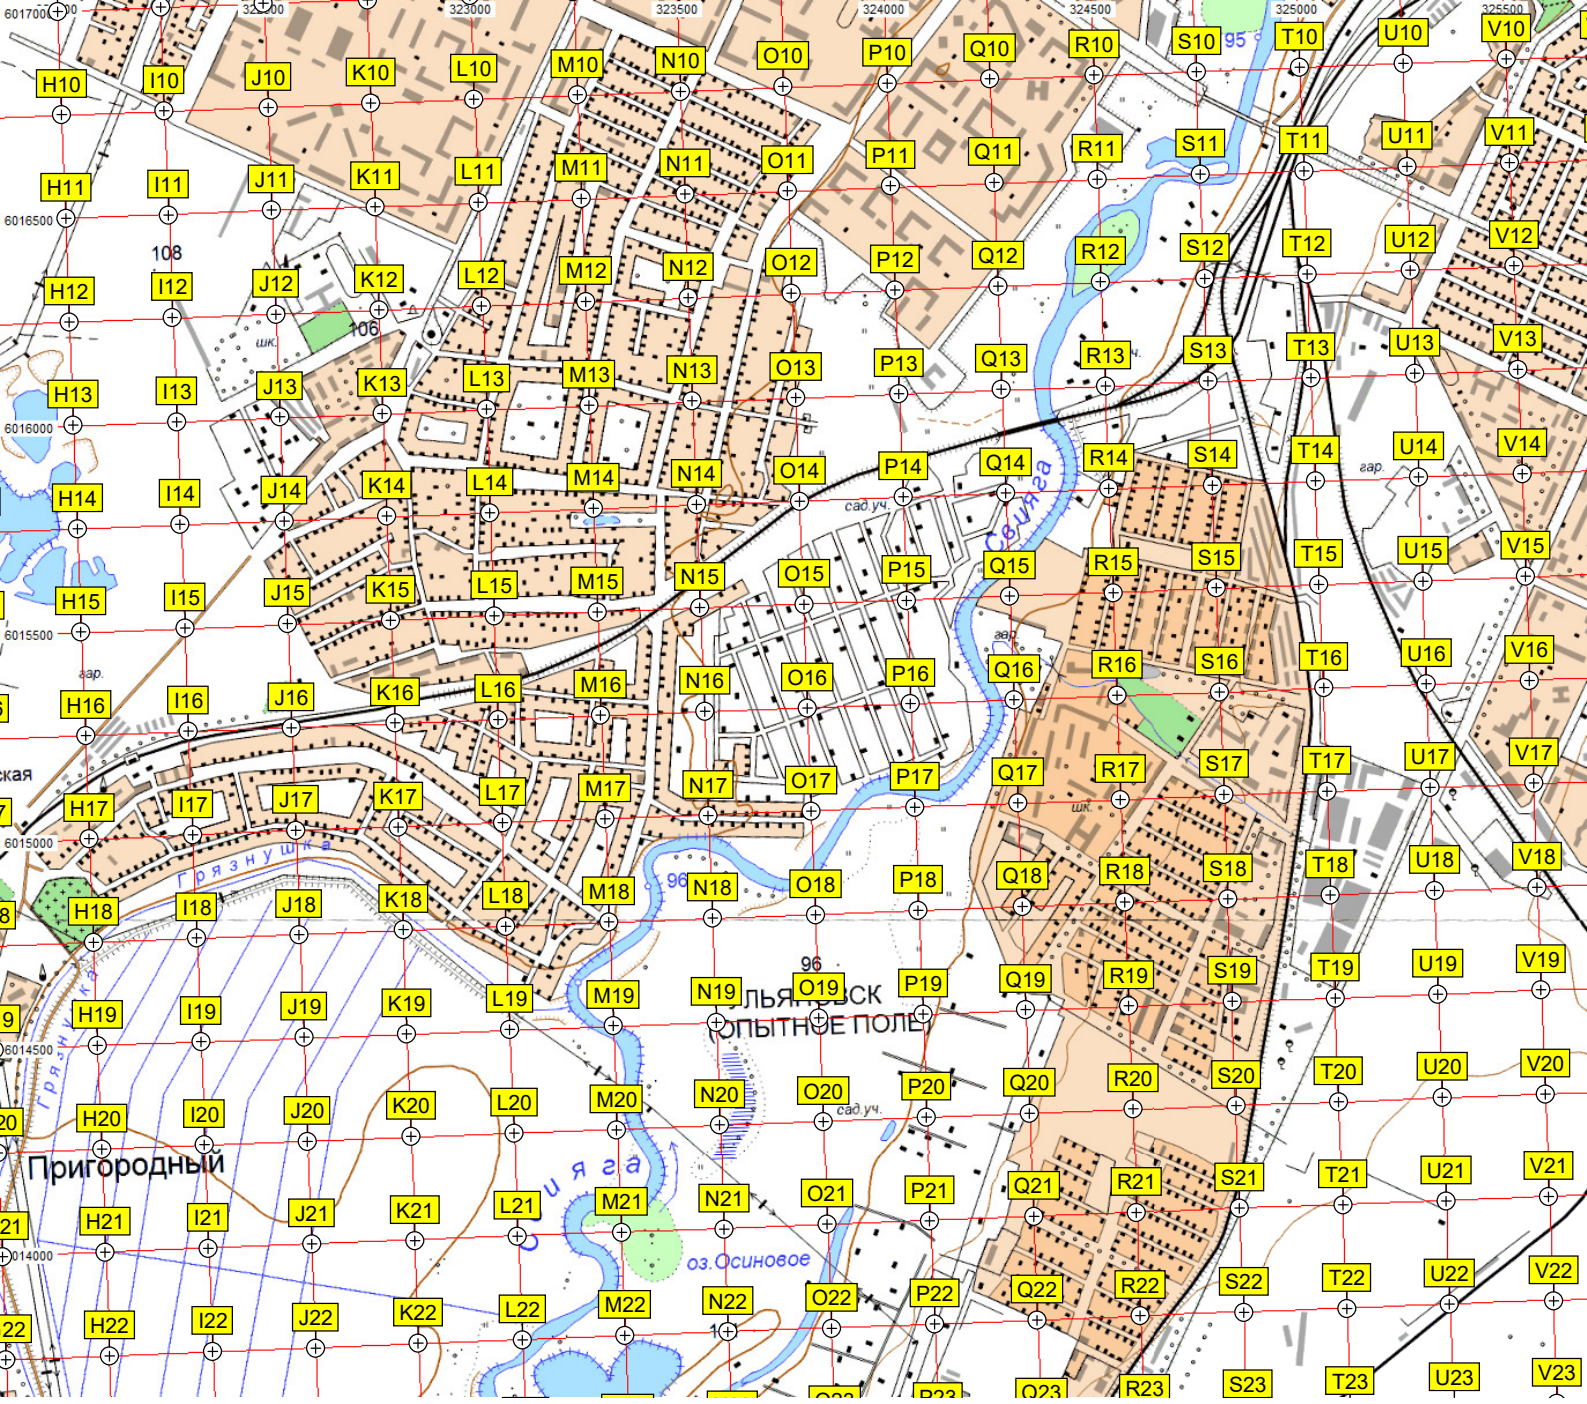 6017000
323000
323500
324000
324500
325000
325500
H10 I10 J10 K10 L10 M10 N10 O10 P10 Q10 R10 S10 T10 U10 V10
95
H11 I11 J11 K11 L11 M11 N11 O11 P11 Q11 R11 S11 T11 U11 V11
6016500
108
H12 I12 J12 K12 L12 M12 N12 O12 P12 Q12 R12 S12 T12 U12 V12
106
шк.
H13 I13 J13 K13 L13 M13 N13 O13 P13 Q13 R13 S13 T13 U13 V13
6016000
H14 I14 J14 K14 L14 M14 N14 O14 P14 Q14 R14 S14 T14 U14 V14
гар.
сад.уч.
Свияга
H15 I15 J15 K15 L15 M15 N15 O15 P15 Q15 R15 S15 T15 U15 V15
6015500
гар.
гар.
H16 I16 J16 K16 L16 M16 N16 O16 P16 Q16 R16 S16 T16 U16 V16
ская
H17 I17 J17 K17 L17 M17 N17 O17 P17 Q17 R17 S17 T17 U17 V17
шк.
6015000
Грязнушка
96
H18 I18 J18 K18 L18 M18 N18 O18 P18 Q18 R18 S18 T18 U18 V18
96
H19 I19 J19 K19 L19 M19 N19 O19 P19 Q19 R19 S19 T19 U19 V19
ЛЬЯНОВСК
(ОПЫТНОЕ ПОЛЕ)
Грязнушка
6014500
H20 I20 J20 K20 L20 M20 N20 O20 P20 Q20 R20 S20 T20 U20 V20
сад.уч.
Пригородный
Свияга
H21 I21 J21 K21 L21 M21 N21 O21 P21 Q21 R21 S21 T21 U21 V21
014000
оз.Осиновое
H22 I22 J22 K22 L22 M22 N22 O22 P22 Q22 R22 S22 T22 U22 V22
P23 Q23 R23 S23 T23 U23 V23